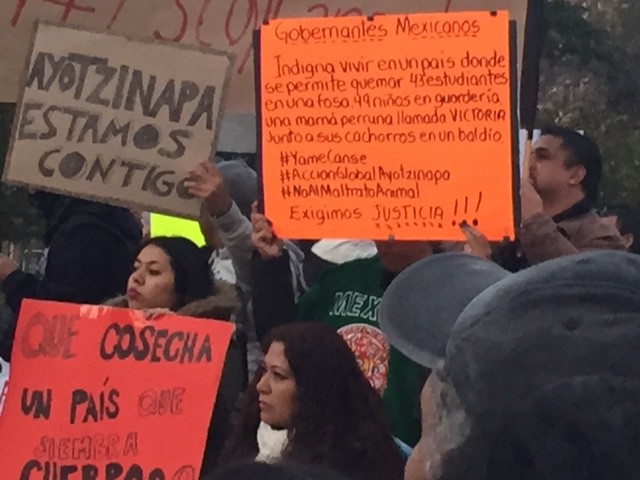 AYOTZINAPA
ESTAMOS
CONTIGO
Gobernantes Mexicanos
Indigna vivir en un pais donde
se permite quemar 43 estudiantes
en una fosa, 49 niños en guardería,
una mamá perruna llamada VICTORIA
Junto a sus cachorros en un baldío.
#YameCanse
#AcciónGlobalAyotzinapa
#NoAlMaltratoAnimal
Exigimos JUSTICIA !!!
MEX
QUE COSECHA
UN PAÍS QUE
SIEMBRA